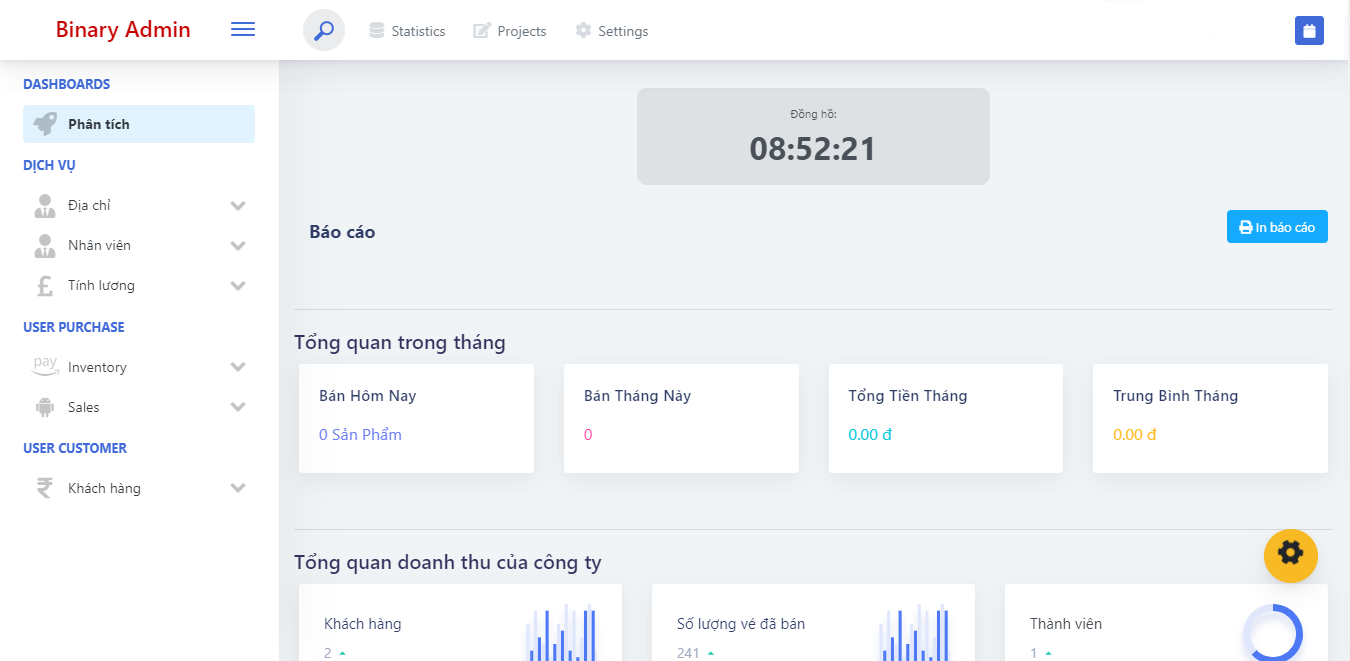 Binary Admin
Statistics
Projects
Settings
DASHBOARDS
Phân tích
DỊCH VỤ
Địa chỉ
Nhân viên
Tính lương
USER PURCHASE
pay
Inventory
Sales
USER CUSTOMER
Khách hàng
Đồng hồ:
08:52:21
Báo cáo
In báo cáo
Tổng quan trong tháng
Bán Hôm Nay
0 Sản Phẩm
Bán Tháng Này
0
Tổng Tiền Tháng
0.00 đ
Trung Bình Tháng
0.00 đ
Tổng quan doanh thu của công ty
Khách hàng
2
Số lượng vé đã bán
241
Thành viên
1